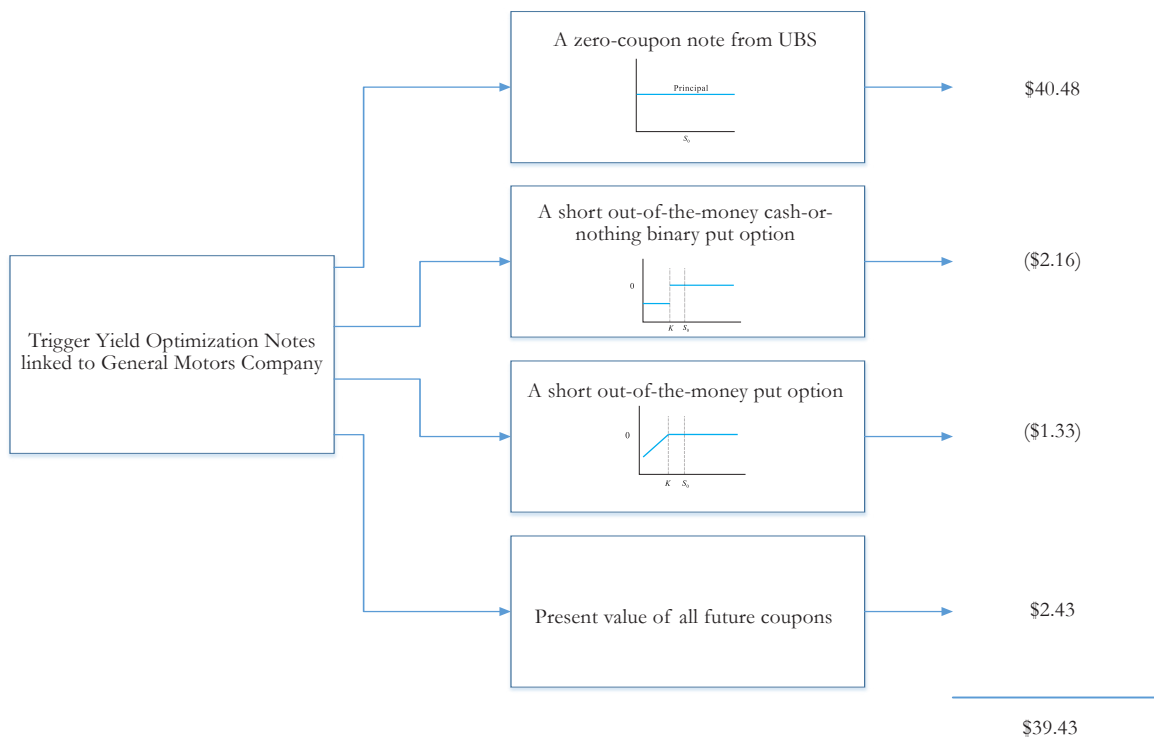 A zero-coupon note from UBS
Principal
S0
$40.48
A short out-of-the-money cash-or-
nothing binary put option
0
K S0
($2.16)
Trigger Yield Optimization Notes
linked to General Motors Company
A short out-of-the-money put option
0
K S0
($1.33)
Present value of all future coupons
$2.43
$39.43